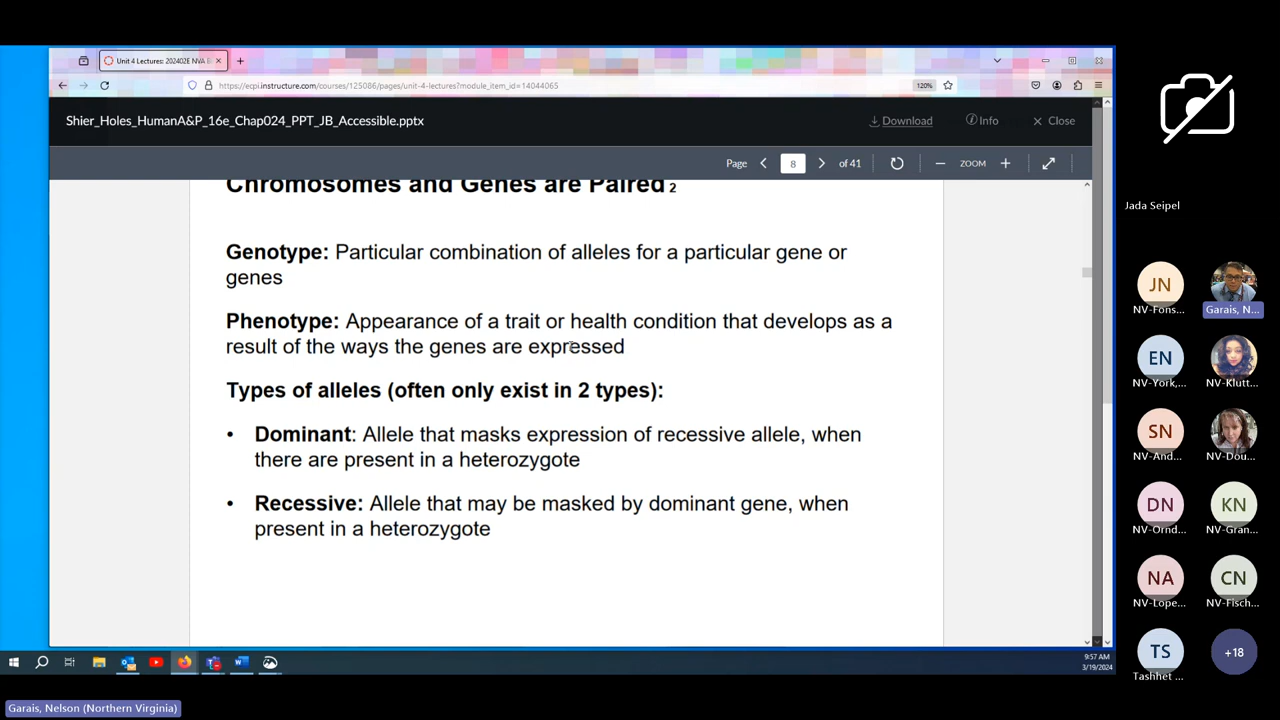 Unit 4 Lectures: 202402E NVA
https://ecpi.instructure.com/courses/125086/pages/unit-4-lectures?module_item_id=14044065
120%
Shier_Holes_HumanA&P_16e_Chap024_PPT_JB_Accessible.pptx
Download
Info
Close
Page 8 of 41
ZOOM
Chromosomes and Genes are Paired 2
Genotype: Particular combination of alleles for a particular gene or
genes
Phenotype: Appearance of a trait or health condition that develops as a
result of the ways the genes are expressed
Types of alleles (often only exist in 2 types):
• Dominant: Allele that masks expression of recessive allele, when
there are present in a heterozygote
• Recessive: Allele that may be masked by dominant gene, when
present in a heterozygote
9:57 AM
3/19/2024
Garais, Nelson (Northern Virginia)
Jada Seipel
JN
NV-Fons...
Garais, N...
EN
NV-York,...
NV-Klutt...
SN
NV-And...
NV-Dou...
DN
NV-Ornd...
KN
NV-Gran...
NA
NV-Lope...
CN
NV-Fisch...
TS
Tashhet ...
+18